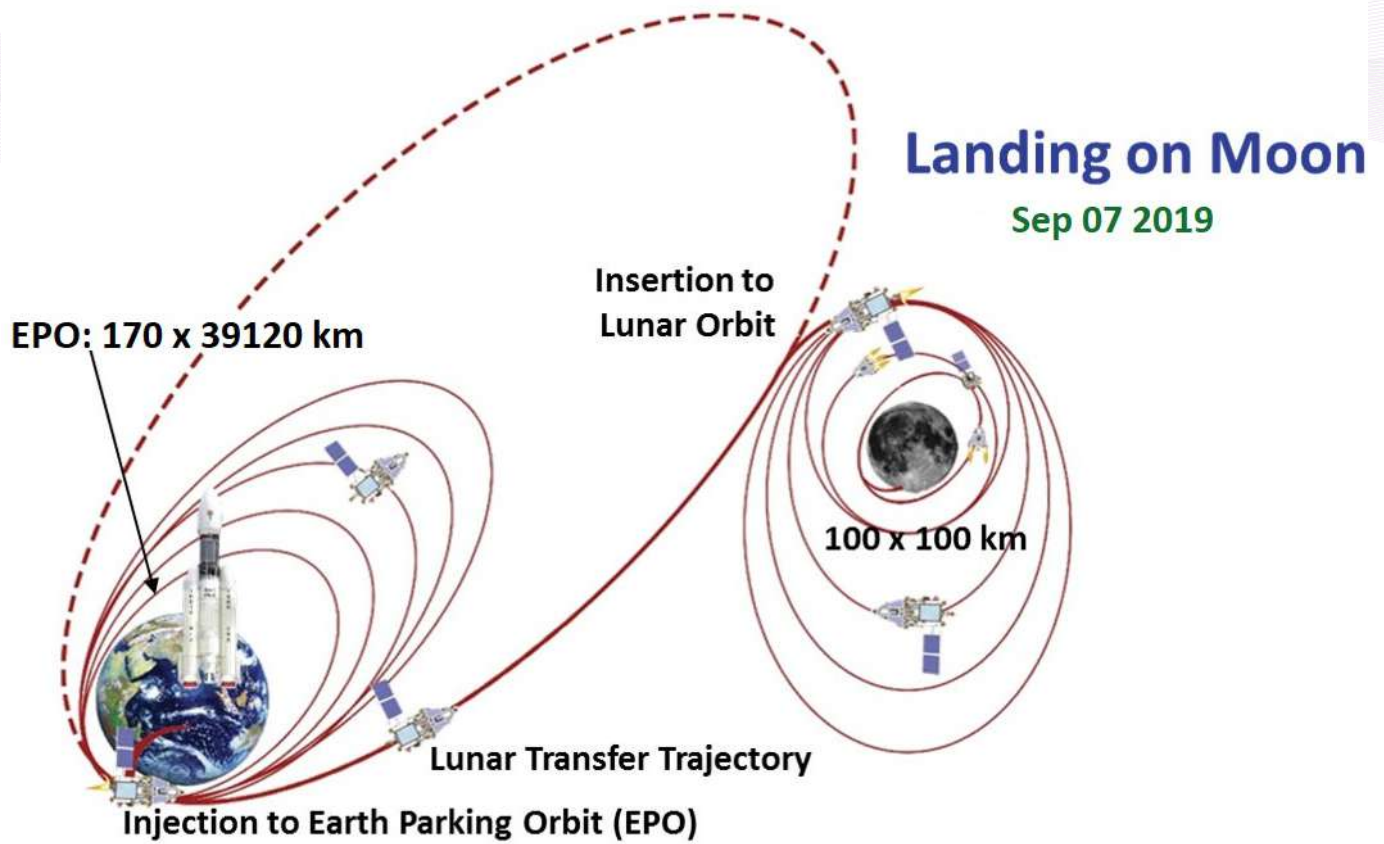 Landing on Moon
Sep 07 2019
Insertion to
Lunar Orbit
EPO: 170 x 39120 km
100 x 100 km
Lunar Transfer Trajectory
Injection to Earth Parking Orbit (EPO)